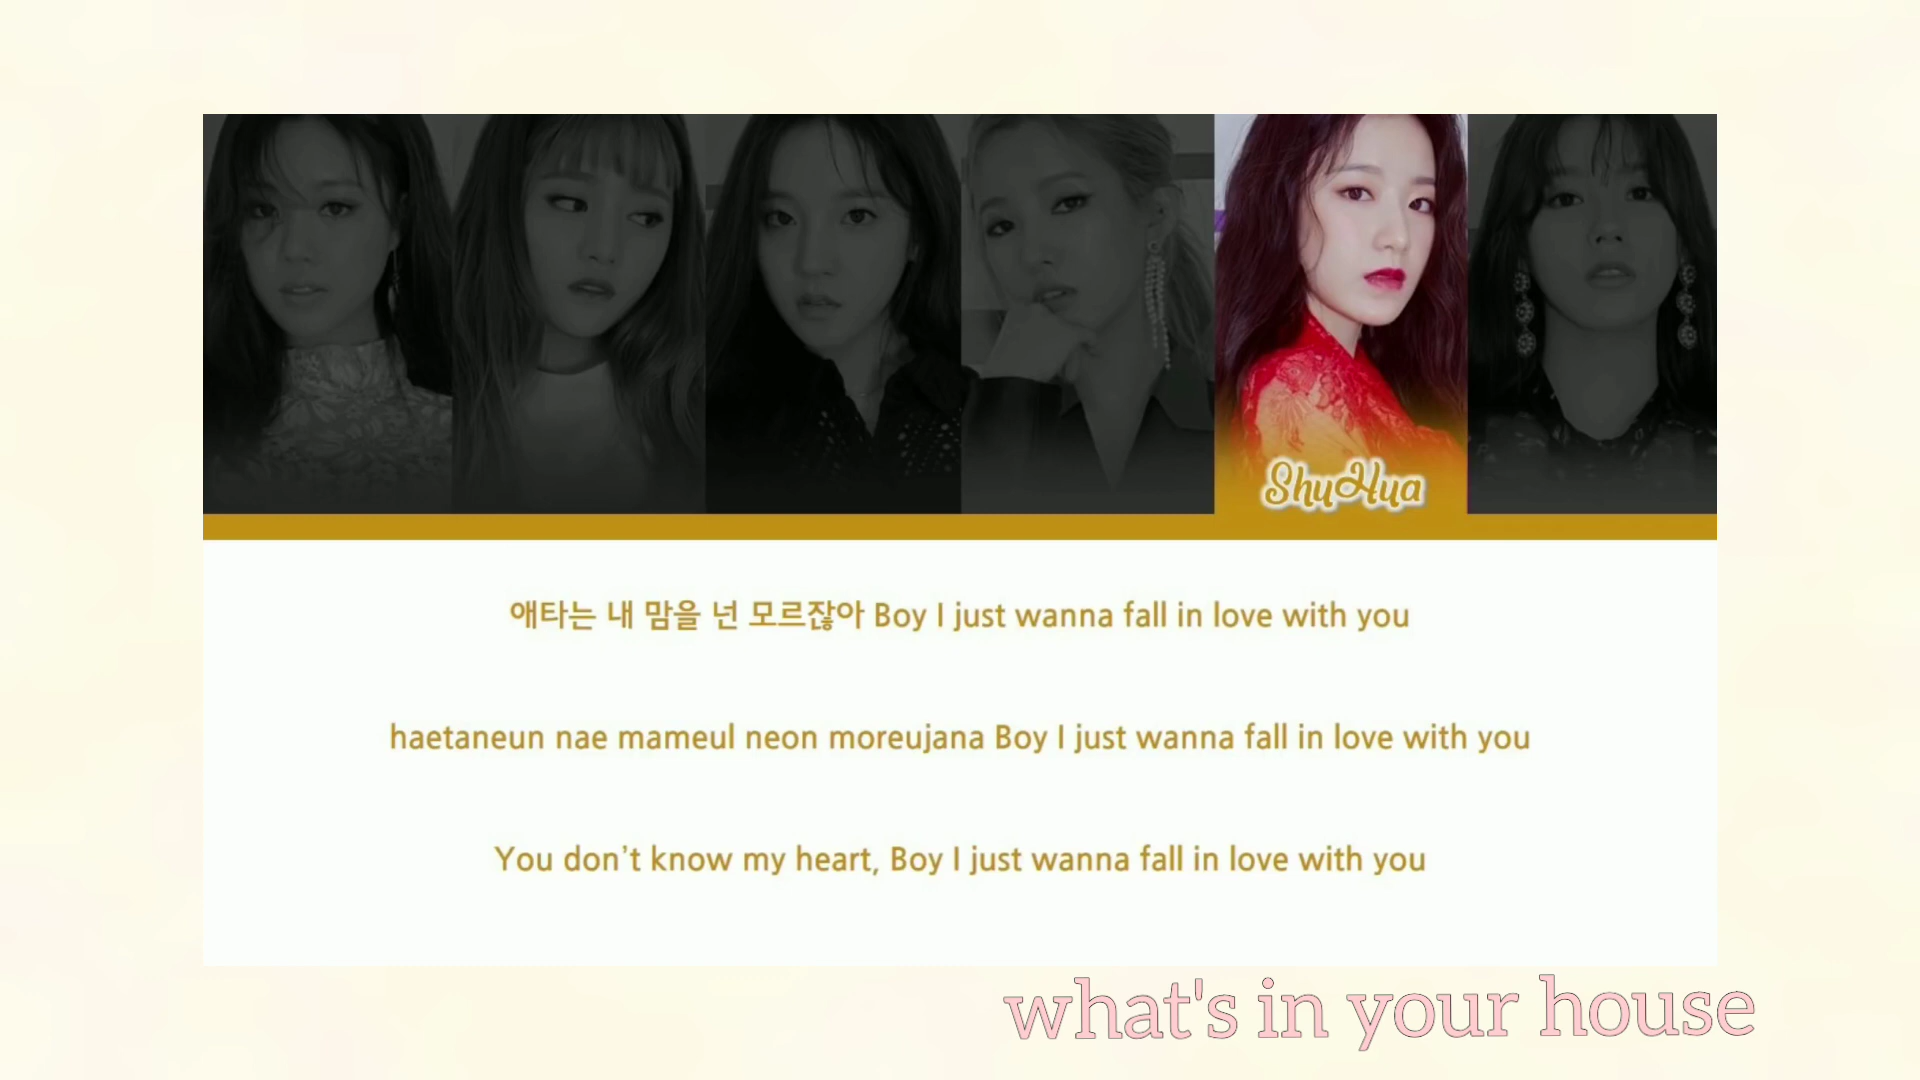 ShuHua
애타는 내 맘을 넌 모르잖아 Boy I just wanna fall in love with you
haetaneun nae mameul neon moreujana Boy I just wanna fall in love with you
You don't know my heart, Boy I just wanna fall in love with you
what's in your house